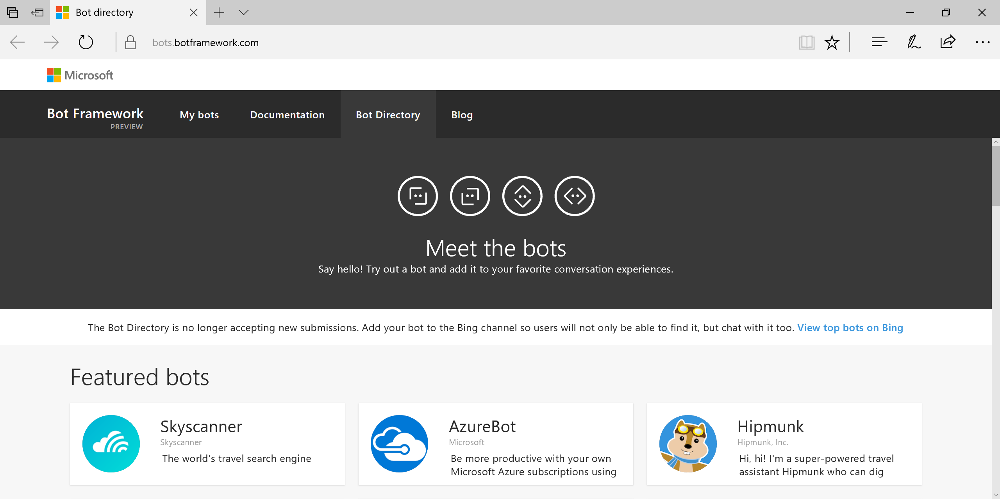 Bot directory
bots.botframework.com
Microsoft
Bot Framework
PREVIEW
My bots
Documentation
Bot Directory
Blog
Meet the bots
Say hello! Try out a bot and add it to your favorite conversation experiences.
The Bot Directory is no longer accepting new submissions. Add your bot to the Bing channel so users will not only be able to find it, but chat with it too. View top bots on Bing
Featured bots
Skyscanner
Skyscanner
The world's travel search engine
AzureBot
Microsoft
Be more productive with your own
Microsoft Azure subscriptions using
Hipmunk
Hipmunk, Inc.
Hi, hi! I'm a super-powered travel
assistant Hipmunk who can dig